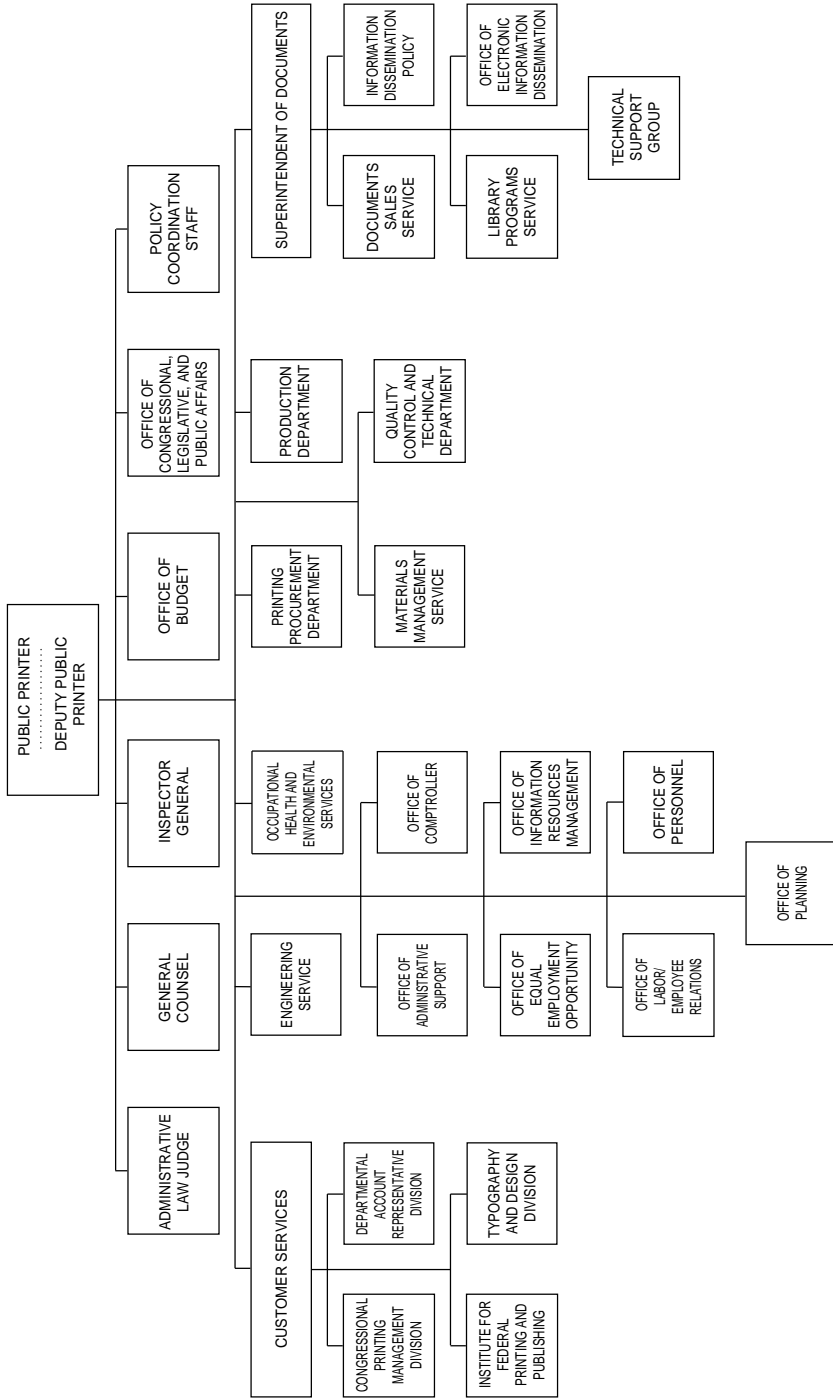 PUBLIC PRINTER
..................
DEPUTY PUBLIC
PRINTER
ADMINISTRATIVE
LAW JUDGE
GENERAL
COUNSEL
INSPECTOR
GENERAL
OFFICE OF
BUDGET
OFFICE OF
CONGRESSIONAL,
LEGISLATIVE, AND
PUBLIC AFFAIRS
POLICY
COORDINATION
STAFF
CUSTOMER SERVICES
ENGINEERING
SERVICE
OCCUPATIONAL
HEALTH AND
ENVIRONMENTAL
SERVICES
PRINTING
PROCUREMENT
DEPARTMENT
PRODUCTION
DEPARTMENT
SUPERINTENDENT OF DOCUMENTS
CONGRESSIONAL
PRINTING
MANAGEMENT
DIVISION
DEPARTMENTAL
ACCOUNT
REPRESENTATIVE
DIVISION
OFFICE OF
ADMINISTRATIVE
SUPPORT
OFFICE OF
COMPTROLLER
MATERIALS
MANAGEMENT
SERVICE
QUALITY
CONTROL AND
TECHNICAL
DEPARTMENT
DOCUMENTS
SALES
SERVICE
INFORMATION
DISSEMINATION
POLICY
INSTITUTE FOR
FEDERAL
PRINTING AND
PUBLISHING
TYPOGRAPHY
AND DESIGN
DIVISION
OFFICE OF
EQUAL
EMPLOYMENT
OPPORTUNITY
OFFICE OF
INFORMATION
RESOURCES
MANAGEMENT
LIBRARY
PROGRAMS
SERVICE
OFFICE OF
ELECTRONIC
INFORMATION
DISSEMINATION
OFFICE OF
LABOR/
EMPLOYEE
RELATIONS
OFFICE OF
PERSONNEL
TECHNICAL
SUPPORT
GROUP
OFFICE OF
PLANNING